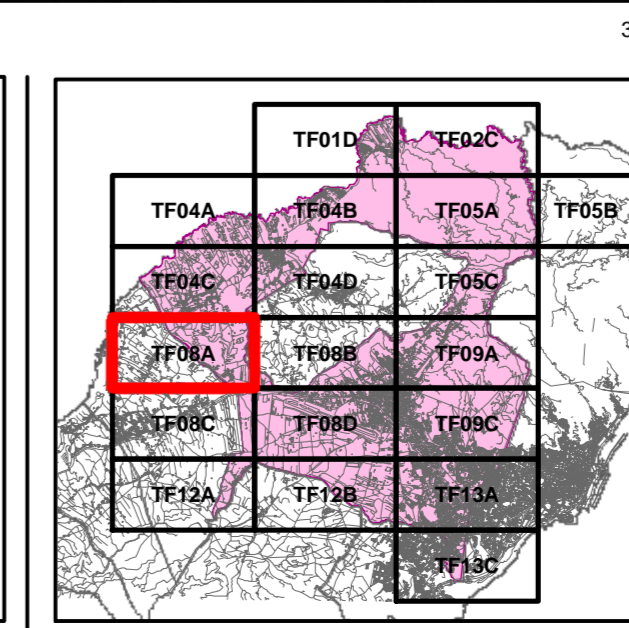 3
TF01D TF02C
TF04A TF04B TF05A TF05B
TF04C TF04D TF05C
TF08A TF08B TF09A
TF08C TF08D TF09C
TF12A TF12B TF13A
TF13C